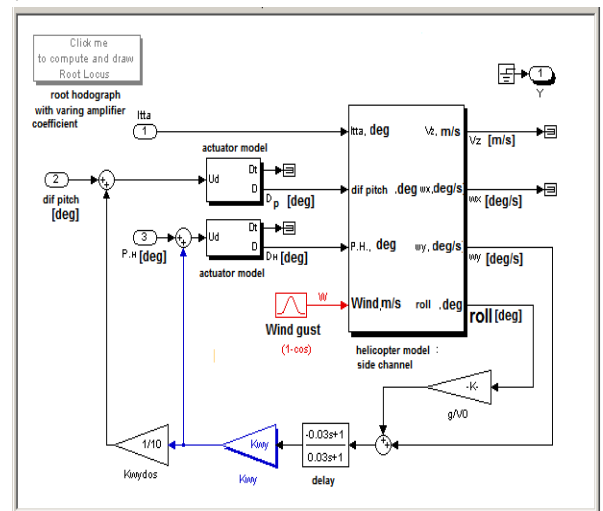 Click me
to compute and draw
Root Locus
root hodograph
with varing amplifier
coefficient
Itta
1
1
Y
actuator model
Ud
Dt
D
Dp [deg]
2
dif pitch
[deg]
3
P.H [deg]
Ud
Dt
D
DH [deg]
actuator model
Itta, deg
dif pitch .deg
P.H., deg
Wind,m/s
Vz, m/s
wx,deg/s
wy, deg/s
roll .deg
Vz [m/s]
wx [deg/s]
wy [deg/s]
roll [deg]
W
Wind gust
(1-cos)
helicopter model :
side channel
-K-
g/V0
-0.03s+1
0.03s+1
delay
Kwy
Kwy
1/10
Kwydos